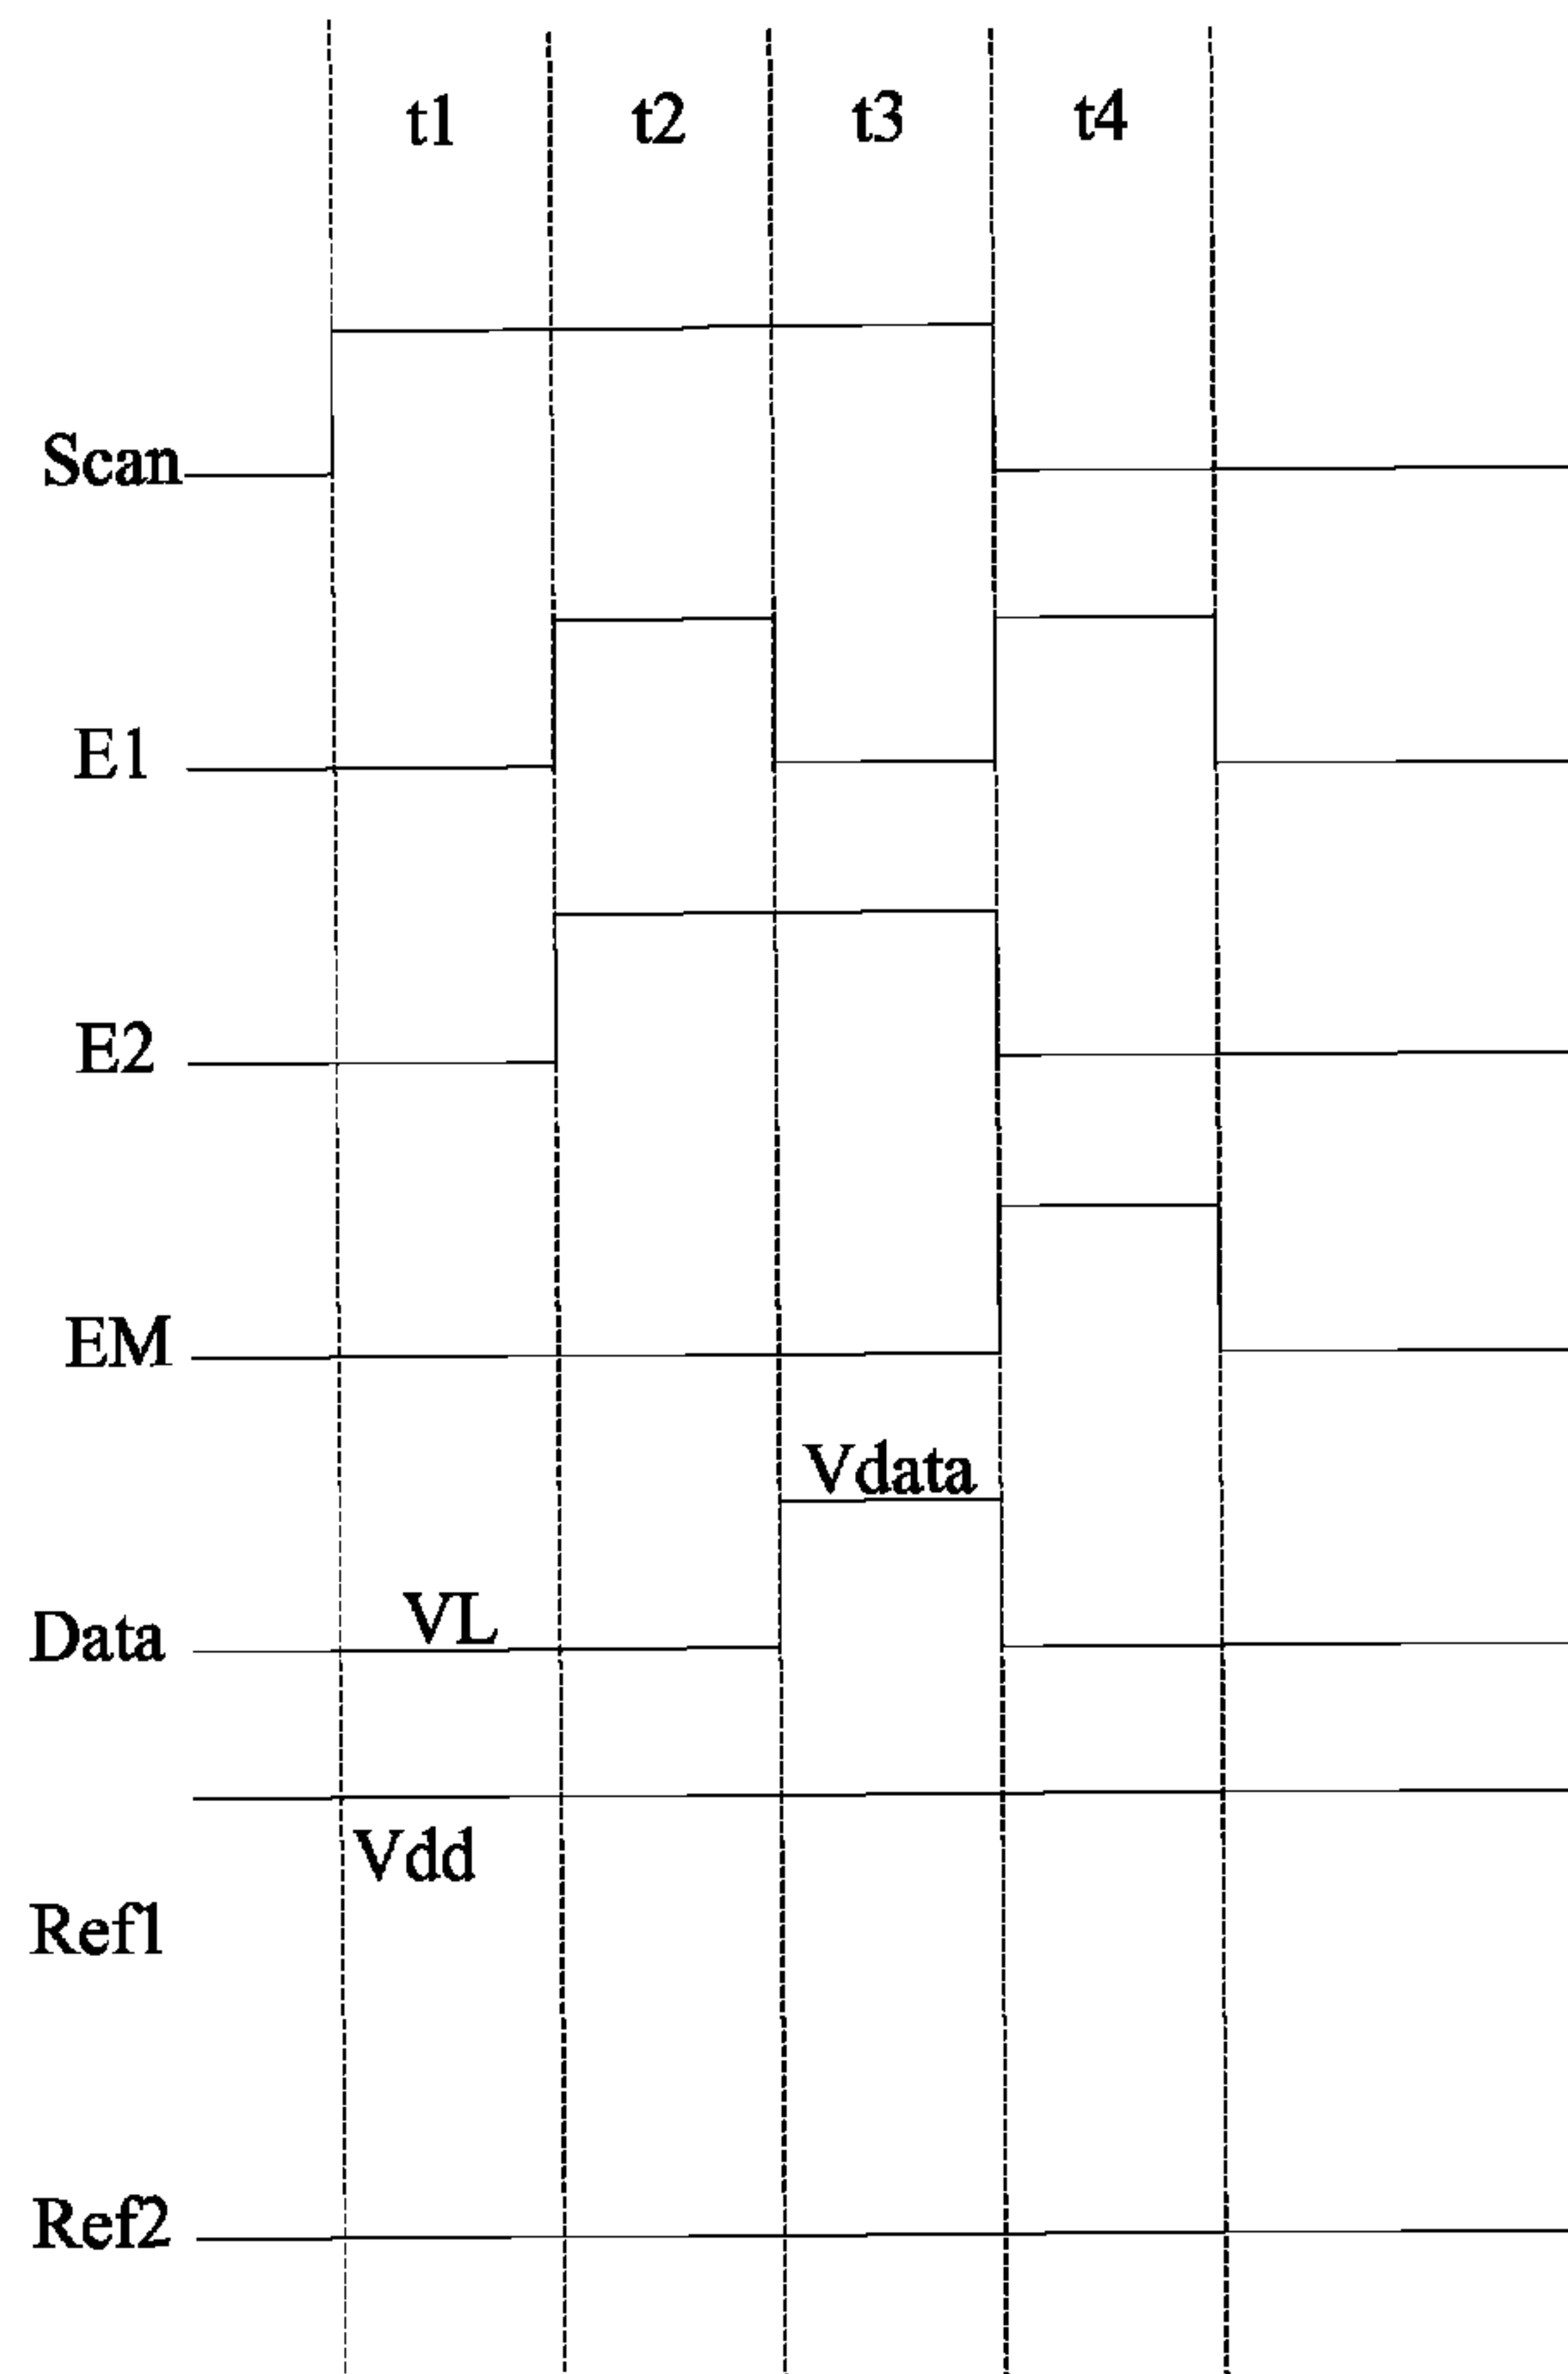 t1 t2 t3 t4
Scan
E1
E2
EM
Vdata
VL
Data
Vdd
Ref1
Ref2